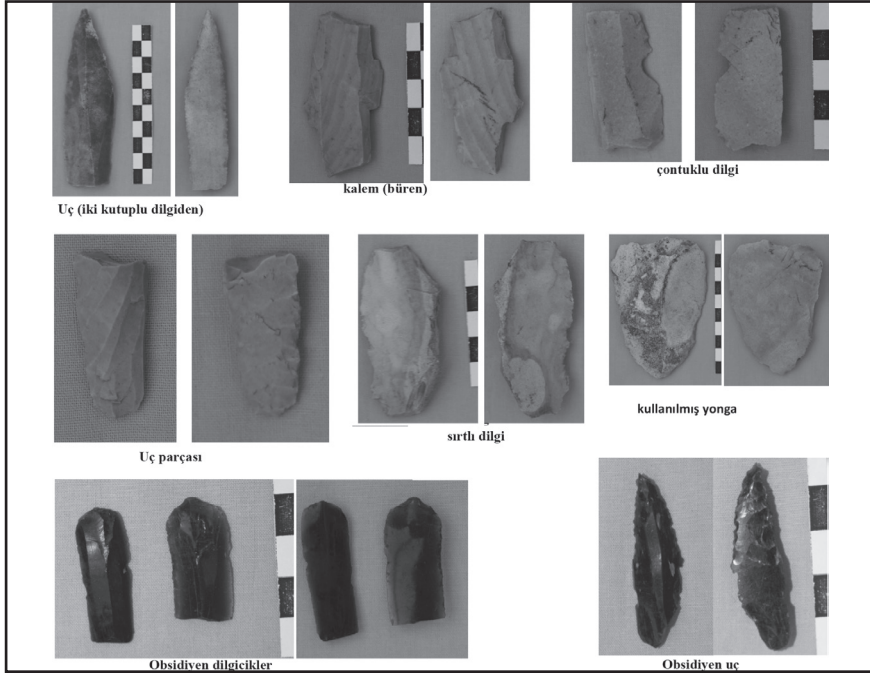 Uç (iki kutuplu dilgiden)
kalem (büren)
çontuklu dilgi
Uç parçası
sırtlı dilgi
kullanılmış yonga
Obsidiyen dilgicikler
Obsidiyen uç